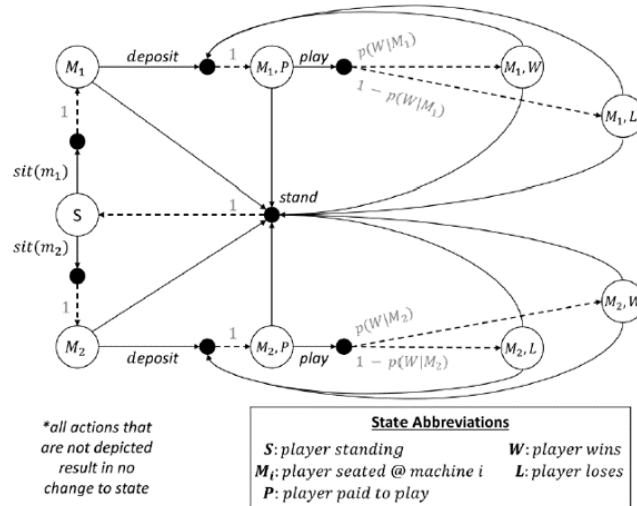 deposit 1 play p(W|M₁)
M₁ M₁, P M₁, W
1 - p(W|M₁)
M₁, L
1
sit(m₁)
S 1 stand
sit(m₂)
1
M₂, W
p(W|M₂)
M₂ 1 M₂, P M₂, L
deposit play 1 - p(W|M₂)
*all actions that
are not depicted
result in no
change to state
State Abbreviations
S: player standing W: player wins
Mᵢ: player seated @ machine i L: player loses
P: player paid to play